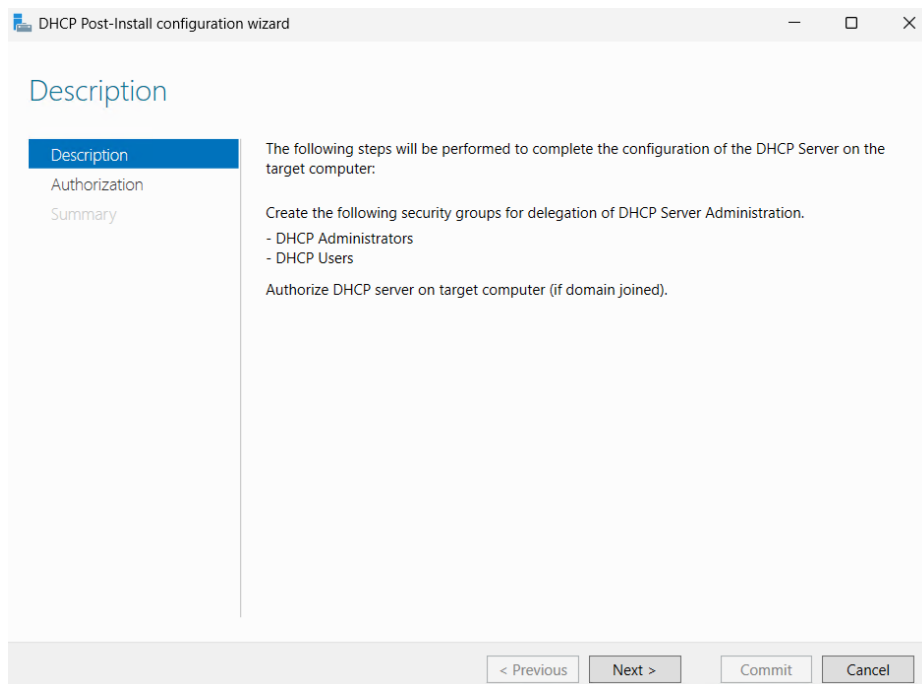 DHCP Post-Install configuration wizard
Description
Description
Authorization
Summary
The following steps will be performed to complete the configuration of the DHCP Server on the
target computer:
Create the following security groups for delegation of DHCP Server Administration.
- DHCP Administrators
- DHCP Users
Authorize DHCP server on target computer (if domain joined).
< Previous
Next >
Commit
Cancel